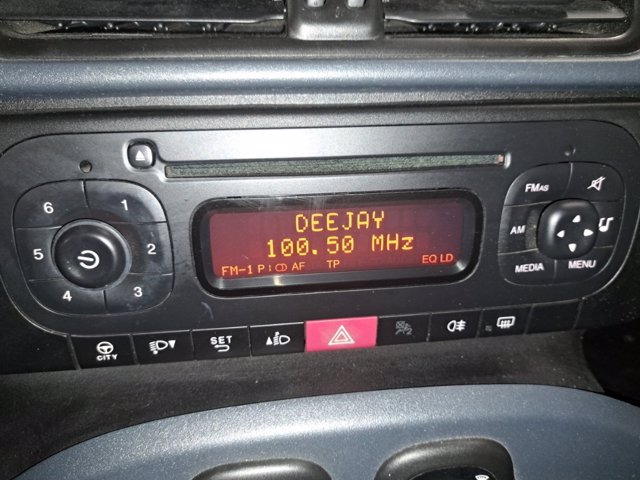 6 1
5 2
4 3
DEEJAY
100.50 MHz
FM-1 P:CD AF TP EQ LD
FMAS
AM
MEDIA MENU
CITY
SET